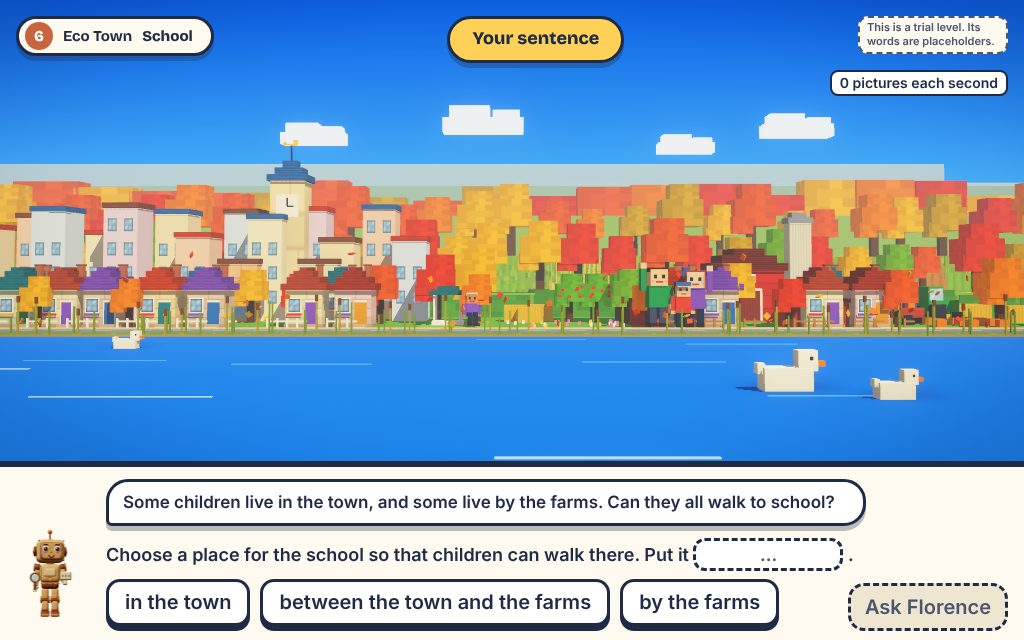 6 Eco Town School
Your sentence
This is a trial level. Its
words are placeholders.
0 pictures each second
Some children live in the town, and some live by the farms. Can they all walk to school?
Choose a place for the school so that children can walk there. Put it ... .
in the town
between the town and the farms
by the farms
Ask Florence